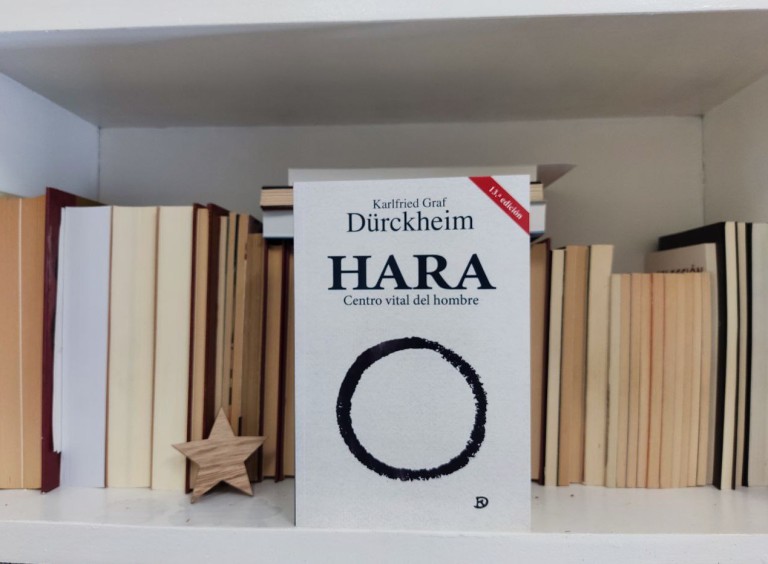 Karlfried Graf
Dürckheim
13.ª edición
HARA
Centro vital del hombre